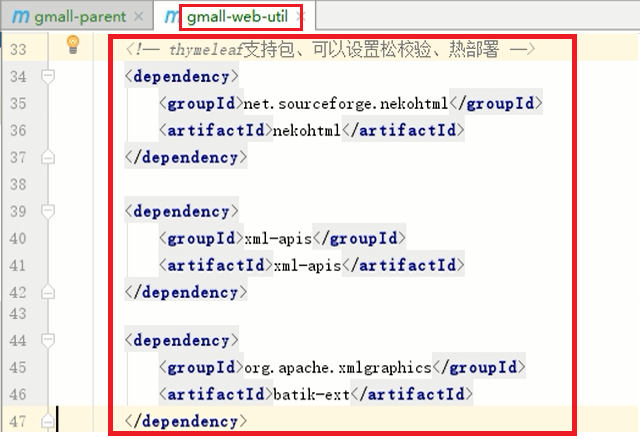 gmall-parent × gmall-web-util ×
33 <!-- thymeleaf支持包、可以设置松校验、热部署 -->
34 <dependency>
35 <groupId>net.sourceforge.nekohtml</groupId>
36 <artifactId>nekohtml</artifactId>
37 </dependency>
38
39 <dependency>
40 <groupId>xml-apis</groupId>
41 <artifactId>xml-apis</artifactId>
42 </dependency>
43
44 <dependency>
45 <groupId>org.apache.xmlgraphics</groupId>
46 <artifactId>batik-ext</artifactId>
47 </dependency>